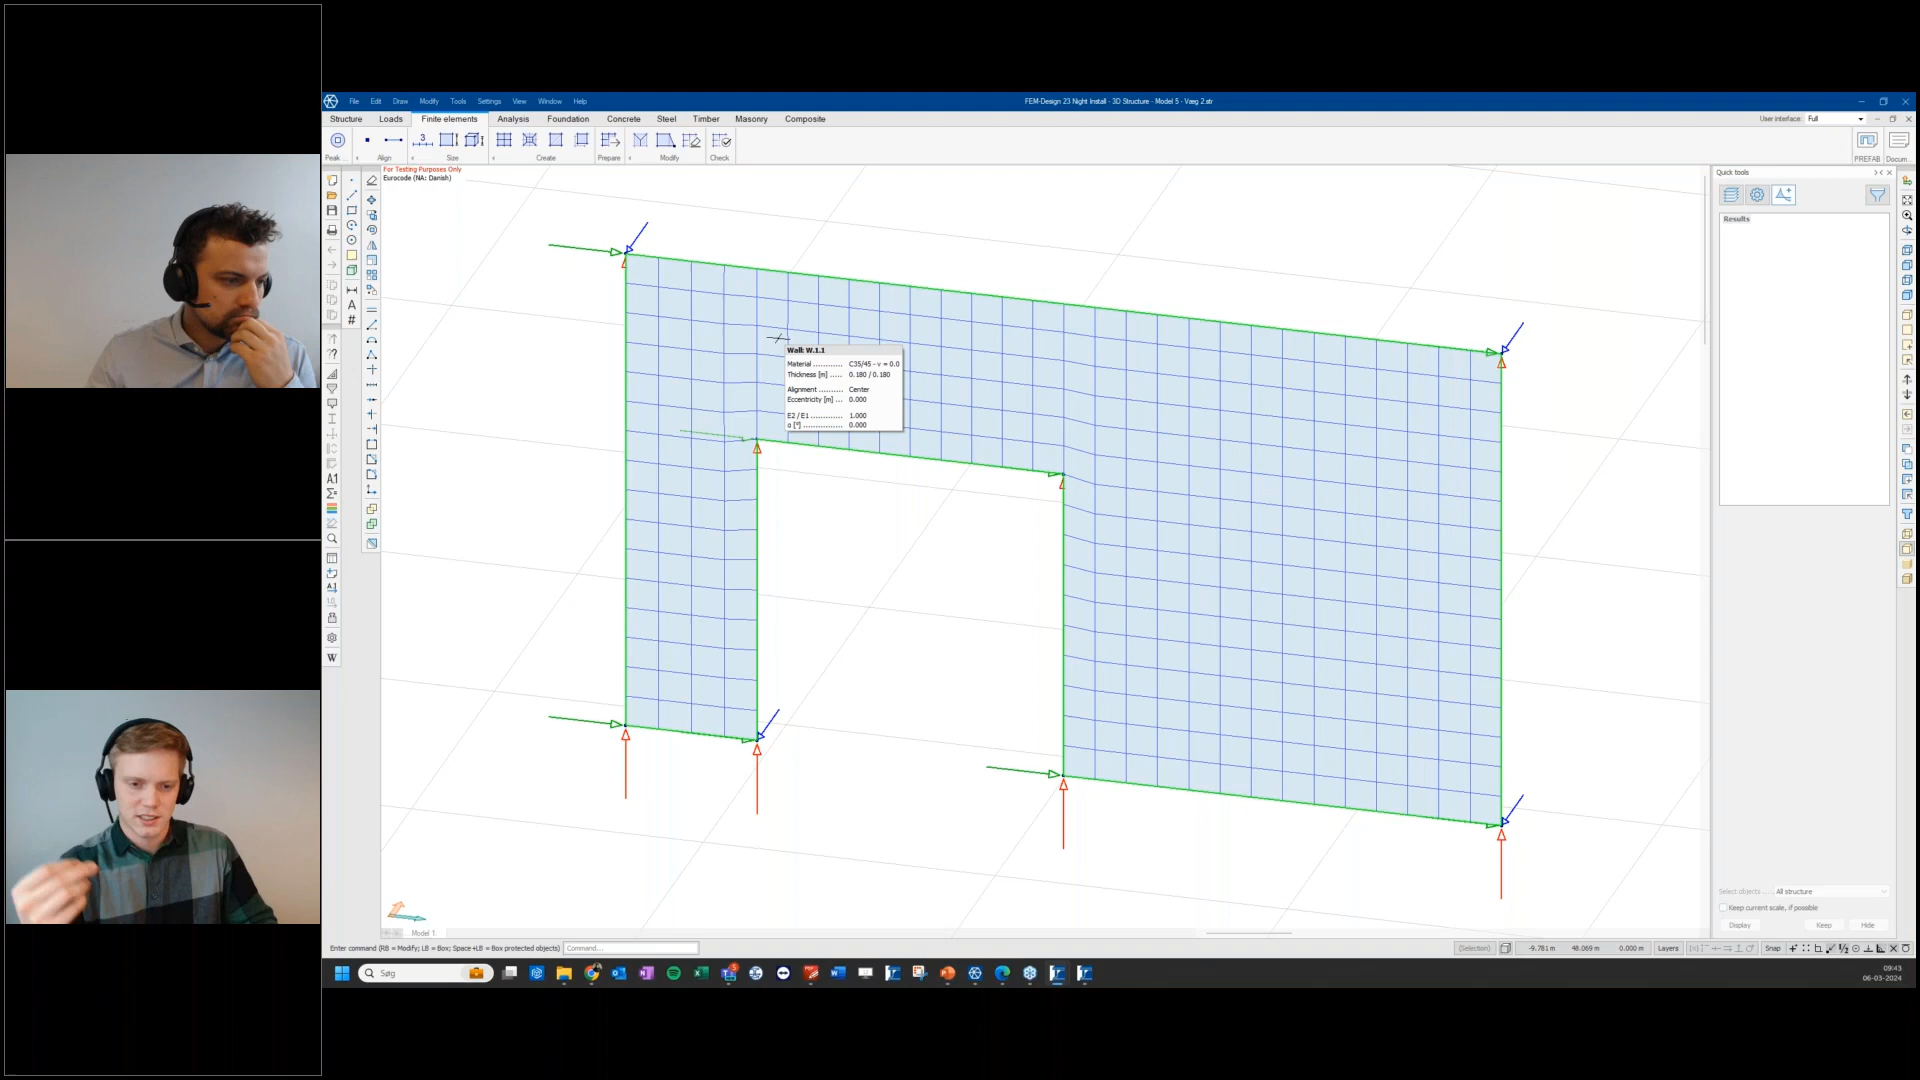 FEM-Design 23 Night Install - 3D Structure - Model 5 - Væg 2.str
File Edit Draw Modify Tools Settings View Window Help
Structure Loads Finite elements Analysis Foundation Concrete Steel Timber Masonry Composite
User interface: Full
Peak ... Align Size Create Prepare Modify Check
PREFAB Docum...
For Testing Purposes Only
Eurocode (NA: Danish)
Quick tools
Results
Wall: W.1.1
Material ............ C35/45 - v = 0.0
Thickness [m] ..... 0.180 / 0.180
Alignment .......... Center
Eccentricity [m] ... 0.000
E2 / E1 .............. 1.000
α [°] ................. 0.000
Select objects ..... All structure
Keep current scale, if possible
Display Keep Hide
Model 1
Enter command (RB = Modify; LB = Box; Space+LB = Box protected objects) Command...
(Selection) -9.781 m 48.069 m 0.000 m Layers Snap
Søg
09:43
06-03-2024